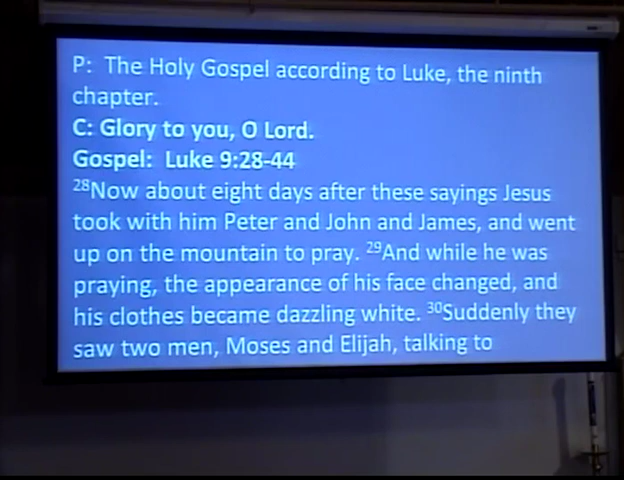 P:  The Holy Gospel according to Luke, the ninth
chapter.
C: Glory to you, O Lord.
Gospel:  Luke 9:28-44
²⁸Now about eight days after these sayings Jesus
took with him Peter and John and James, and went
up on the mountain to pray. ²⁹And while he was
praying, the appearance of his face changed, and
his clothes became dazzling white. ³⁰Suddenly they
saw two men, Moses and Elijah, talking to